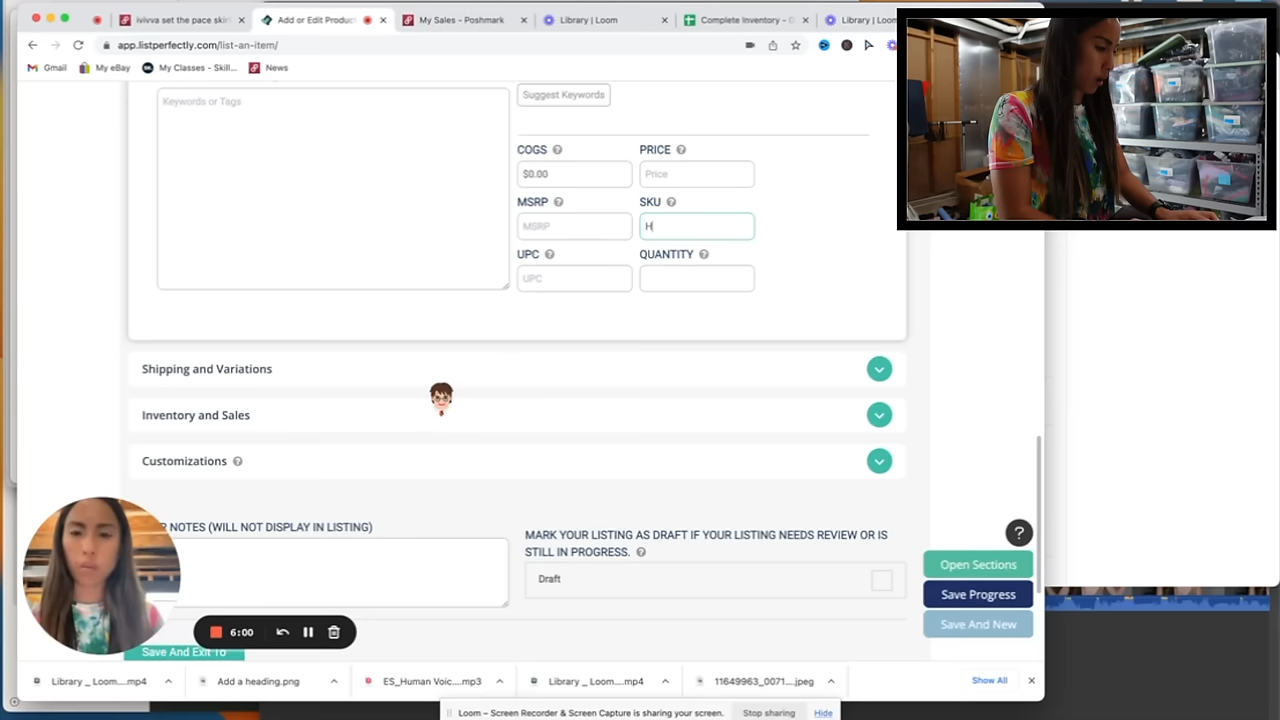 ivivva set the pace skir
Add or Edit Produc
My Sales – Poshmark
Library | Loom
Complete Inventory – G
Library | Loom
app.listperfectly.com/list-an-item/
Gmail
My eBay
My Classes - Skill...
News
Keywords or Tags
Suggest Keywords
COGS
PRICE
$0.00
Price
MSRP
SKU
MSRP
H
UPC
QUANTITY
UPC
Shipping and Variations
Inventory and Sales
Customizations
R NOTES (WILL NOT DISPLAY IN LISTING)
MARK YOUR LISTING AS DRAFT IF YOUR LISTING NEEDS REVIEW OR IS
STILL IN PROGRESS.
Draft
?
Open Sections
Save Progress
Save And New
6:00
Save And Exit To
Library _ Loom....mp4
Add a heading.png
ES_Human Voic....mp3
Library _ Loom....mp4
11649963_0071....jpeg
Show All
Loom – Screen Recorder & Screen Capture is sharing your screen.
Stop sharing
Hide